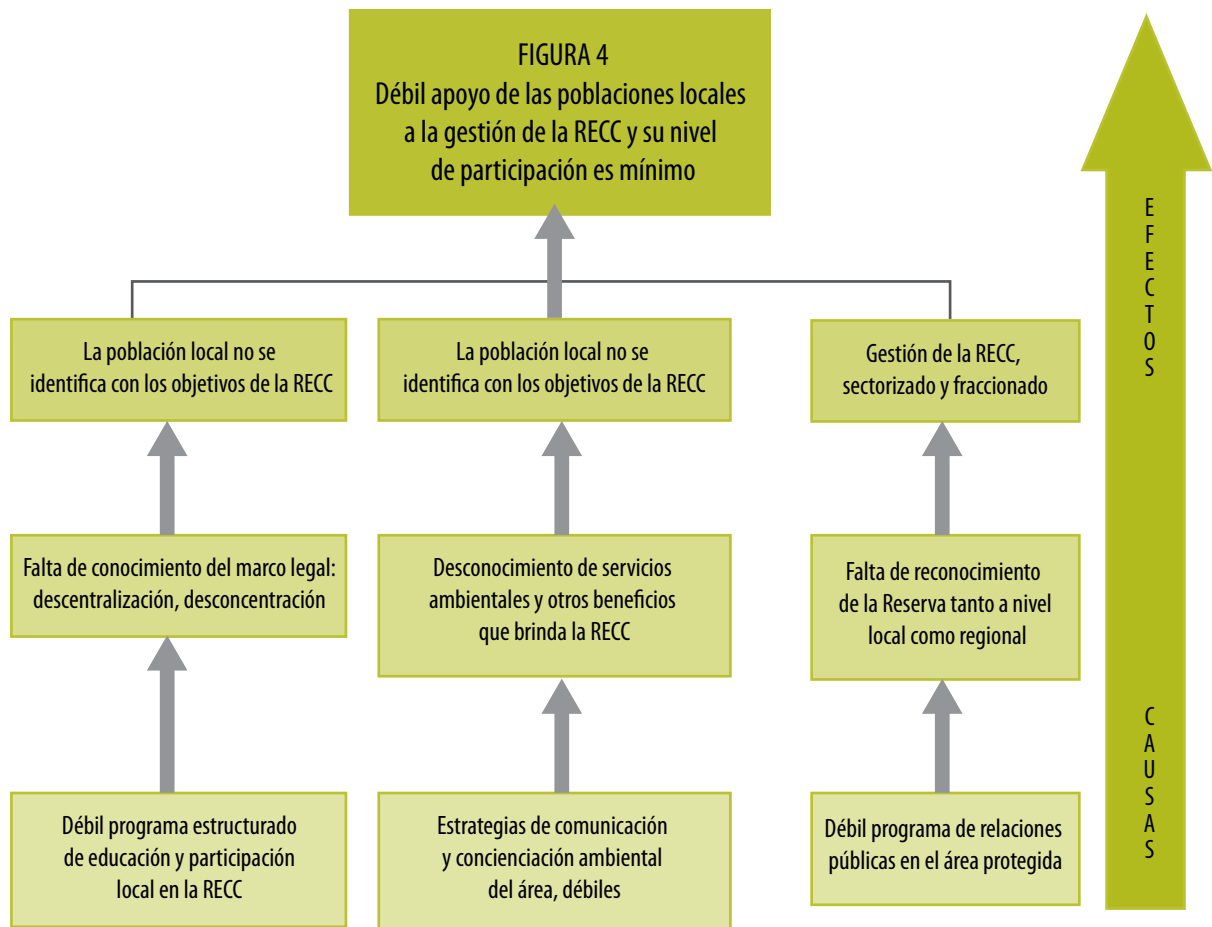 FIGURA 4
Débil apoyo de las poblaciones locales
a la gestión de la RECC y su nivel
de participación es mínimo
La población local no se
identifica con los objetivos de la RECC
La población local no se
identifica con los objetivos de la RECC
Gestión de la RECC,
sectorizado y fraccionado
Falta de conocimiento del marco legal:
descentralización, desconcentración
Desconocimiento de servicios
ambientales y otros beneficios
que brinda la RECC
Falta de reconocimiento
de la Reserva tanto a nivel
local como regional
Débil programa estructurado
de educación y participación
local en la RECC
Estrategias de comunicación
y concienciación ambiental
del área, débiles
Débil programa de relaciones
públicas en el área protegida
EFECTOS
CAUSAS